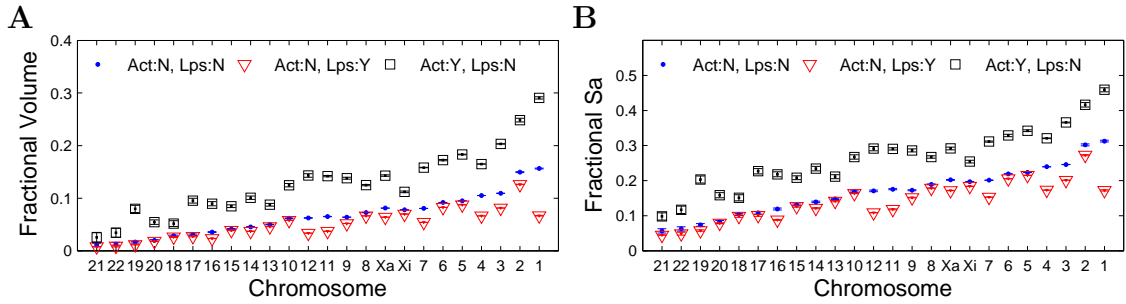 A
Fractional Volume
0.4
0.3
0.2
0.1
0
Act:N, Lps:N Act:N, Lps:Y Act:Y, Lps:N
21 22 19 20 18 17 16 15 14 13 10 12 11 9 8 Xa Xi 7 6 5 4 3 2 1
Chromosome
B
Fractional Sa
0.5
0.4
0.3
0.2
0.1
0
Act:N, Lps:N Act:N, Lps:Y Act:Y, Lps:N
21 22 19 20 18 17 16 15 14 13 10 12 11 9 8 Xa Xi 7 6 5 4 3 2 1
Chromosome